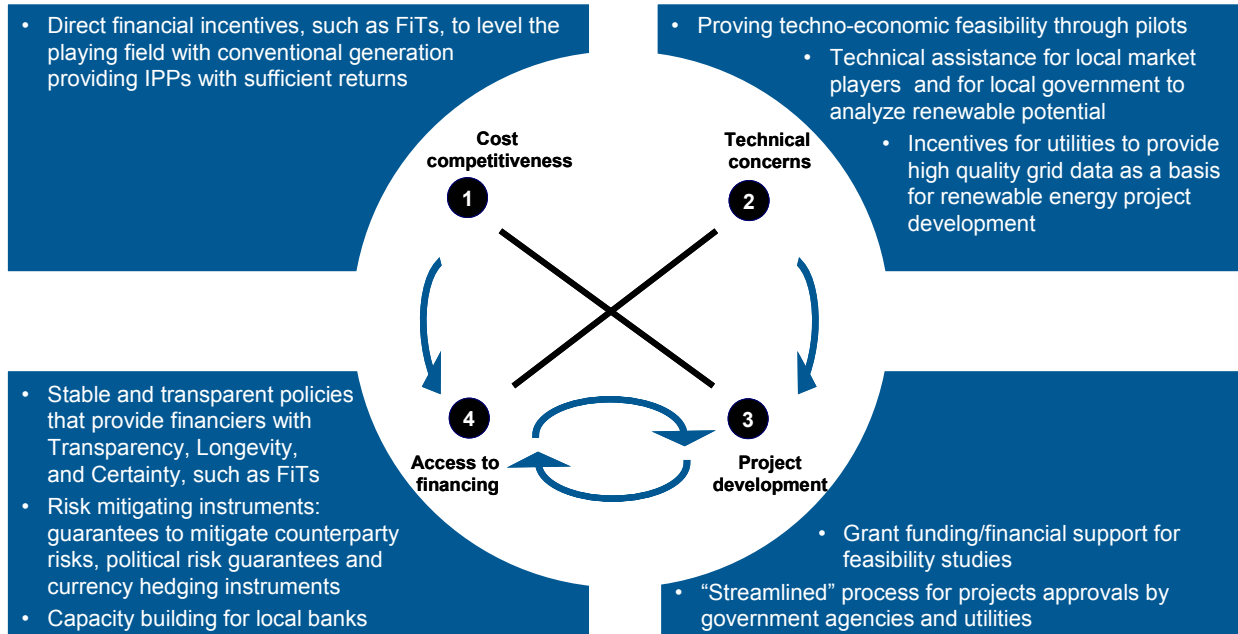 • Direct financial incentives, such as FiTs, to level the
playing field with conventional generation
providing IPPs with sufficient returns
• Proving techno-economic feasibility through pilots
• Technical assistance for local market
players and for local government to
analyze renewable potential
• Incentives for utilities to provide
high quality grid data as a basis
for renewable energy project
development
Cost
competitiveness
1
Technical
concerns
2
4
Access to
financing
3
Project
development
• Stable and transparent policies
that provide financiers with
Transparency, Longevity,
and Certainty, such as FiTs
• Risk mitigating instruments:
guarantees to mitigate counterparty
risks, political risk guarantees and
currency hedging instruments
• Capacity building for local banks
• Grant funding/financial support for
feasibility studies
• “Streamlined” process for projects approvals by
government agencies and utilities